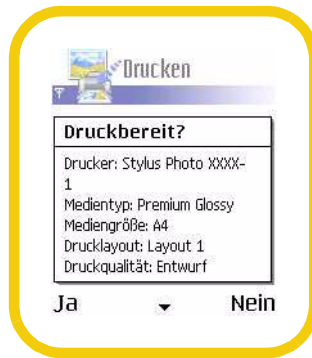 Drucken
Druckbereit?
Drucker: Stylus Photo XXXX-
1
Medientyp: Premium Glossy
Mediengröße: A4
Drucklayout: Layout 1
Druckqualität: Entwurf
Ja Nein